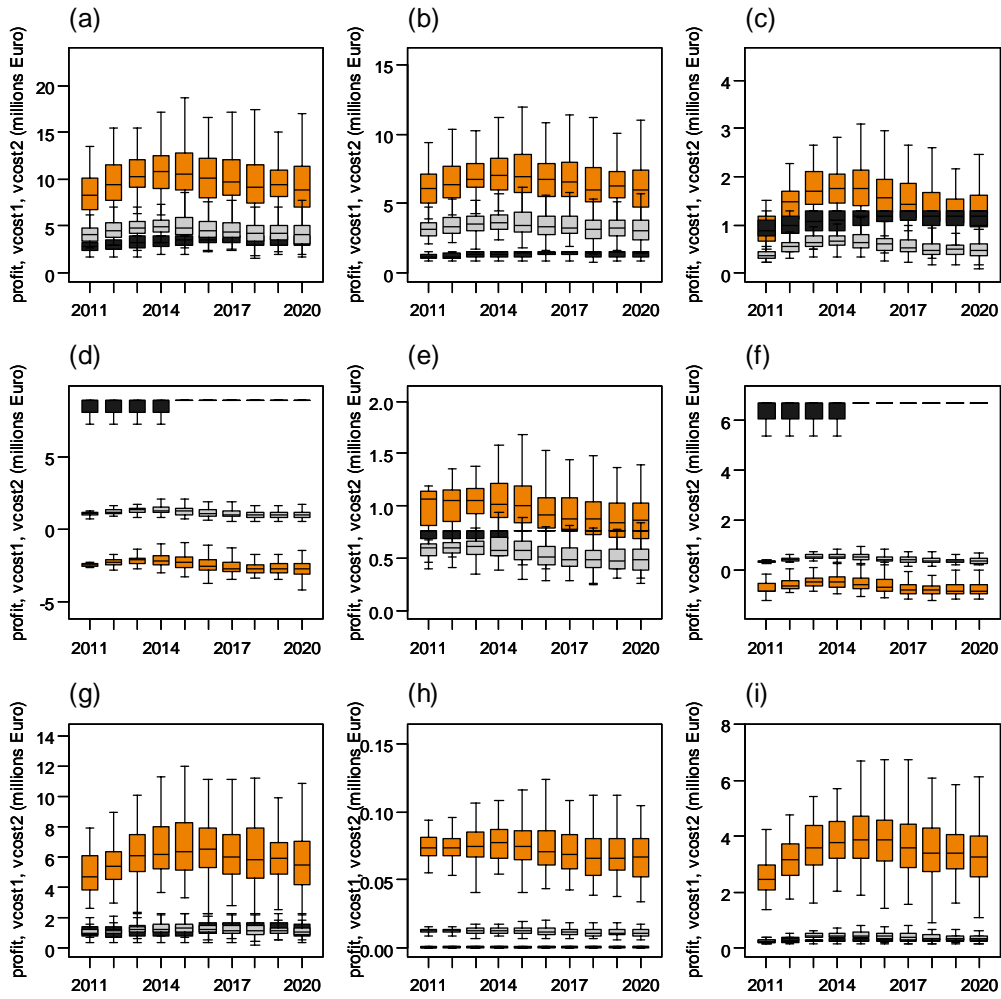 (a) (b) (c)
profit, vcost1, vcost2 (millions Euro)
20
15
10
5
0
2011 2014 2017 2020
profit, vcost1, vcost2 (millions Euro)
15
10
5
0
2011 2014 2017 2020
profit, vcost1, vcost2 (millions Euro)
4
3
2
1
0
2011 2014 2017 2020
(d) (e) (f)
profit, vcost1, vcost2 (millions Euro)
5
0
-5
2011 2014 2017 2020
profit, vcost1, vcost2 (millions Euro)
2.0
1.5
1.0
0.5
0.0
2011 2014 2017 2020
profit, vcost1, vcost2 (millions Euro)
6
4
2
0
2011 2014 2017 2020
(g) (h) (i)
profit, vcost1, vcost2 (millions Euro)
14
12
10
8
6
4
2
0
2011 2014 2017 2020
profit, vcost1, vcost2 (millions Euro)
0.15
0.10
0.05
0.00
2011 2014 2017 2020
profit, vcost1, vcost2 (millions Euro)
8
6
4
2
0
2011 2014 2017 2020